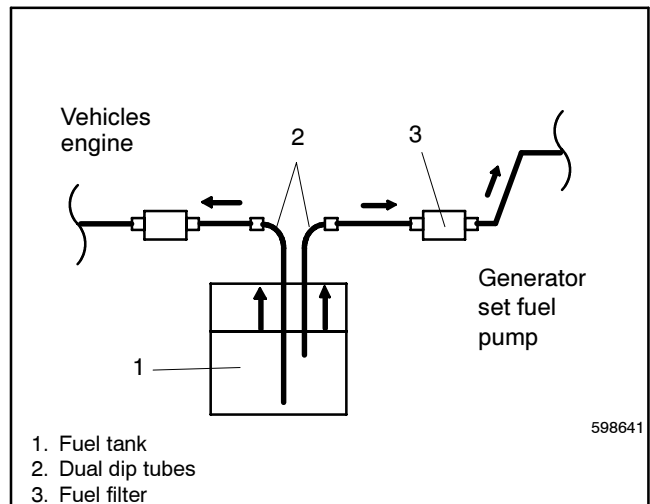 Vehicles
engine
2
3
Generator
set fuel
pump
1
598641
1. Fuel tank
2. Dual dip tubes
3. Fuel filter